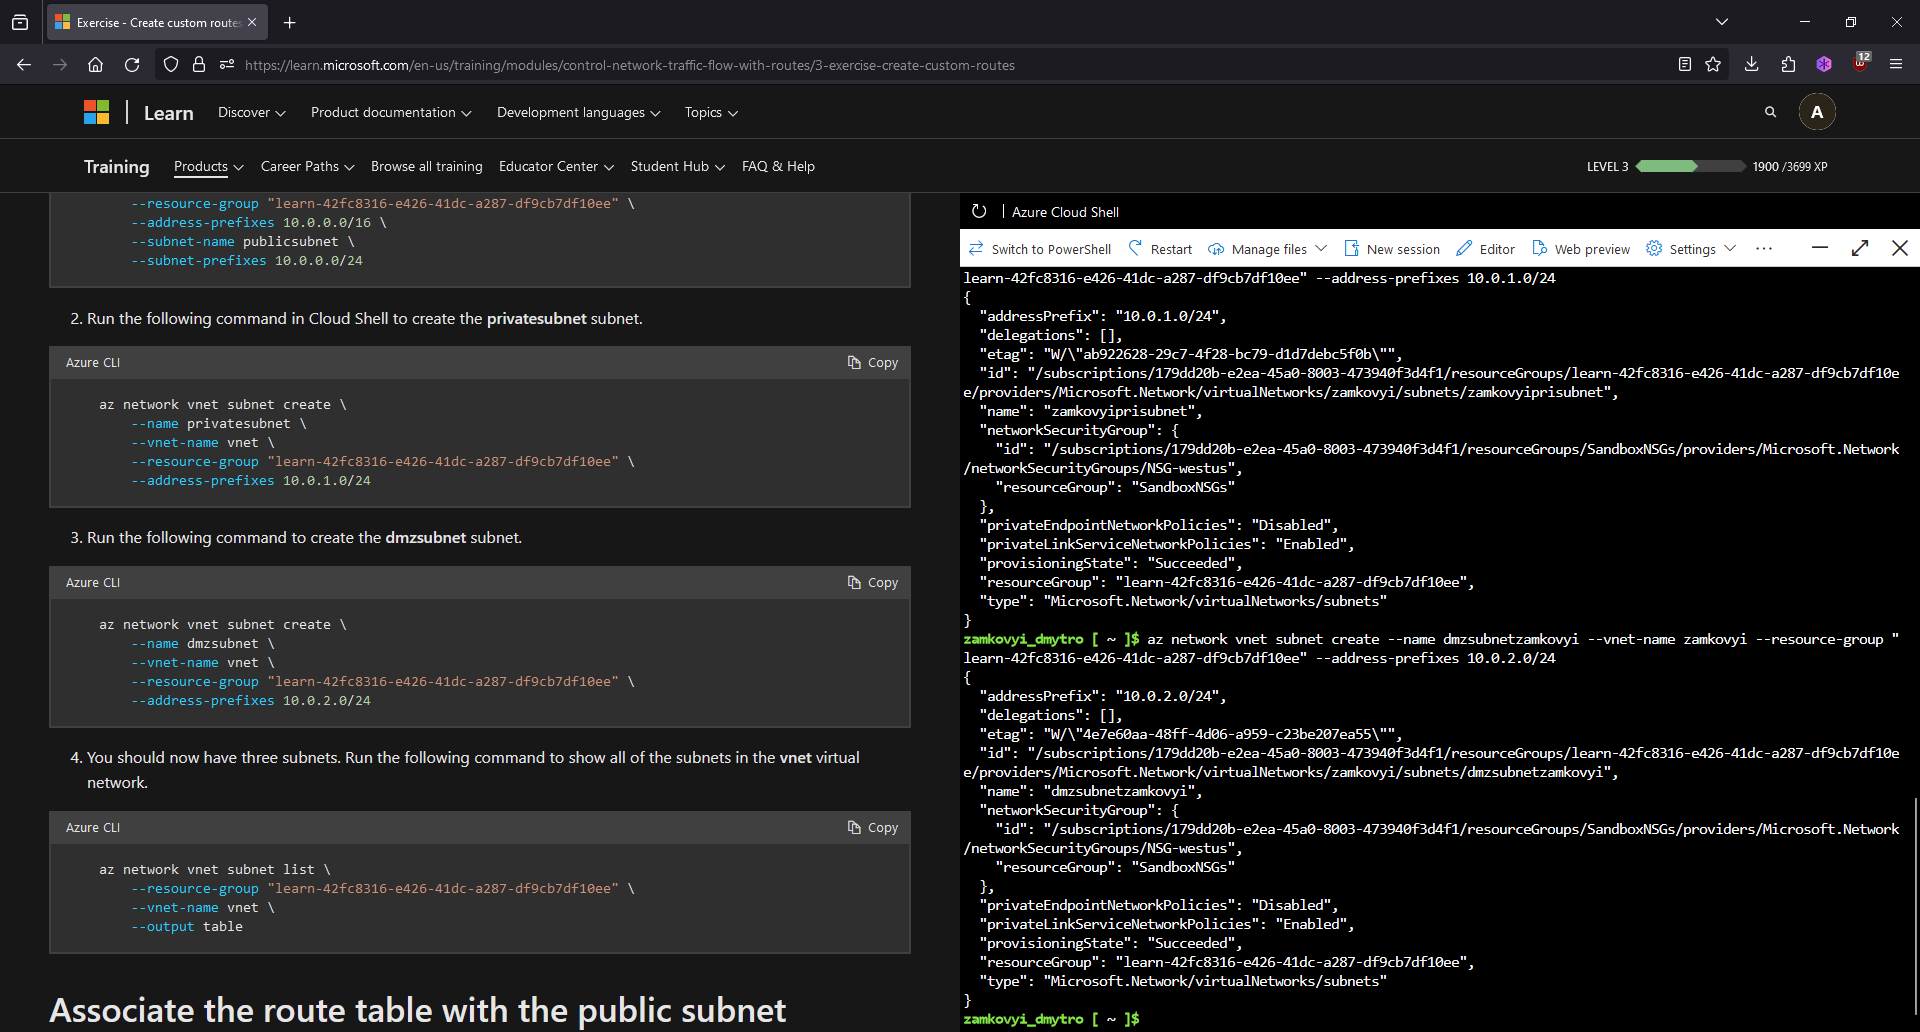 Exercise - Create custom routes
https://learn.microsoft.com/en-us/training/modules/control-network-traffic-flow-with-routes/3-exercise-create-custom-routes
12
Learn
Discover
Product documentation
Development languages
Topics
A
Training
Products
Career Paths
Browse all training
Educator Center
Student Hub
FAQ & Help
LEVEL 3
1900 /3699 XP
--resource-group "learn-42fc8316-e426-41dc-a287-df9cb7df10ee" \
--address-prefixes 10.0.0.0/16 \
--subnet-name publicsubnet \
--subnet-prefixes 10.0.0.0/24
2. Run the following command in Cloud Shell to create the privatesubnet subnet.
Azure CLI
Copy
az network vnet subnet create \
--name privatesubnet \
--vnet-name vnet \
--resource-group "learn-42fc8316-e426-41dc-a287-df9cb7df10ee" \
--address-prefixes 10.0.1.0/24
3. Run the following command to create the dmzsubnet subnet.
Azure CLI
Copy
az network vnet subnet create \
--name dmzsubnet \
--vnet-name vnet \
--resource-group "learn-42fc8316-e426-41dc-a287-df9cb7df10ee" \
--address-prefixes 10.0.2.0/24
4. You should now have three subnets. Run the following command to show all of the subnets in the vnet virtual
network.
Azure CLI
Copy
az network vnet subnet list \
--resource-group "learn-42fc8316-e426-41dc-a287-df9cb7df10ee" \
--vnet-name vnet \
--output table
Associate the route table with the public subnet
Azure Cloud Shell
Switch to PowerShell
Restart
Manage files
New session
Editor
Web preview
Settings
learn-42fc8316-e426-41dc-a287-df9cb7df10ee" --address-prefixes 10.0.1.0/24
{
"addressPrefix": "10.0.1.0/24",
"delegations": [],
"etag": "W/\"ab922628-29c7-4f28-bc79-d1d7debc5f0b\"",
"id": "/subscriptions/179dd20b-e2ea-45a0-8003-473940f3d4f1/resourceGroups/learn-42fc8316-e426-41dc-a287-df9cb7df10e
e/providers/Microsoft.Network/virtualNetworks/zamkovyi/subnets/zamkovyiprisubnet",
"name": "zamkovyiprisubnet",
"networkSecurityGroup": {
"id": "/subscriptions/179dd20b-e2ea-45a0-8003-473940f3d4f1/resourceGroups/SandboxNSGs/providers/Microsoft.Network
/networkSecurityGroups/NSG-westus",
"resourceGroup": "SandboxNSGs"
},
"privateEndpointNetworkPolicies": "Disabled",
"privateLinkServiceNetworkPolicies": "Enabled",
"provisioningState": "Succeeded",
"resourceGroup": "learn-42fc8316-e426-41dc-a287-df9cb7df10ee",
"type": "Microsoft.Network/virtualNetworks/subnets"
}
zamkovyi_dmytro [ ~ ]$ az network vnet subnet create --name dmzsubnetzamkovyi --vnet-name zamkovyi --resource-group "
learn-42fc8316-e426-41dc-a287-df9cb7df10ee" --address-prefixes 10.0.2.0/24
{
"addressPrefix": "10.0.2.0/24",
"delegations": [],
"etag": "W/\"4e7e60aa-48ff-4d06-a959-c23be207ea55\"",
"id": "/subscriptions/179dd20b-e2ea-45a0-8003-473940f3d4f1/resourceGroups/learn-42fc8316-e426-41dc-a287-df9cb7df10e
e/providers/Microsoft.Network/virtualNetworks/zamkovyi/subnets/dmzsubnetzamkovyi",
"name": "dmzsubnetzamkovyi",
"networkSecurityGroup": {
"id": "/subscriptions/179dd20b-e2ea-45a0-8003-473940f3d4f1/resourceGroups/SandboxNSGs/providers/Microsoft.Network
/networkSecurityGroups/NSG-westus",
"resourceGroup": "SandboxNSGs"
},
"privateEndpointNetworkPolicies": "Disabled",
"privateLinkServiceNetworkPolicies": "Enabled",
"provisioningState": "Succeeded",
"resourceGroup": "learn-42fc8316-e426-41dc-a287-df9cb7df10ee",
"type": "Microsoft.Network/virtualNetworks/subnets"
}
zamkovyi_dmytro [ ~ ]$